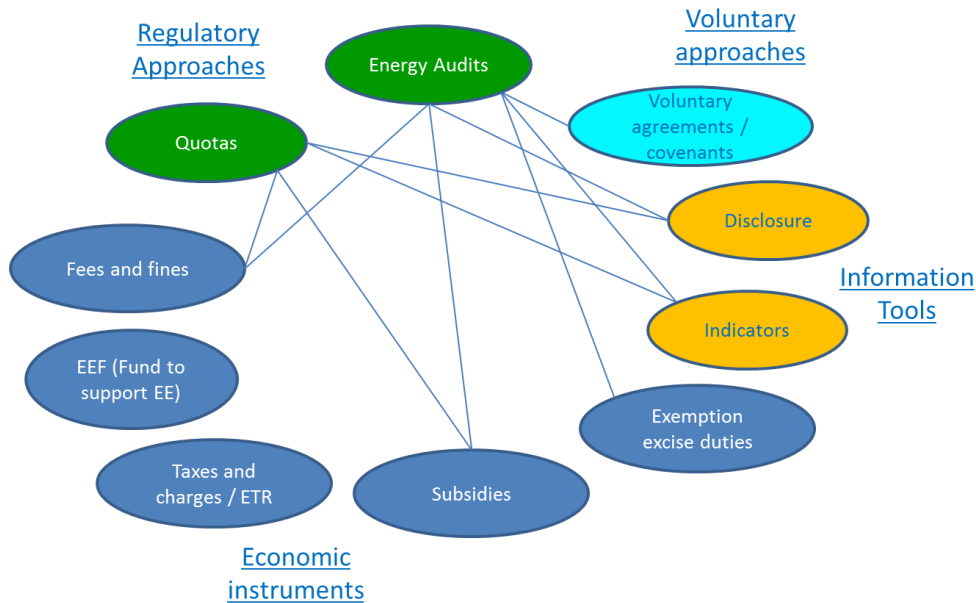 Regulatory
Approaches
Energy Audits
Voluntary
approaches
Quotas
Voluntary
agreements /
covenants
Disclosure
Fees and fines
Information
Tools
Indicators
EEF (Fund to
support EE)
Exemption
excise duties
Taxes and
charges / ETR
Subsidies
Economic
instruments